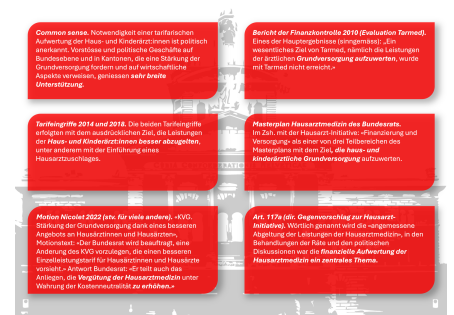 Common sense. Notwendigkeit einer tarifarischen
Aufwertung der Haus- und Kinderärzt:innen ist politisch
anerkannt. Vorstösse und politische Geschäfte auf
Bundesebene und in Kantonen, die eine Stärkung der
Grundversorgung fordern und auf wirtschaftliche
Aspekte verweisen, geniessen sehr breite
Unterstützung.
Bericht der Finanzkontrolle 2010 (Evaluation Tarmed).
Eines der Hauptergebnisse (sinngemäss): «Ein
wesentliches Ziel von Tarmed, nämlich die Leistungen
der ärztlichen Grundversorgung aufzuwerten, wurde
mit Tarmed nicht erreicht.»
Tarifeingriffe 2014 und 2018. Die beiden Tarifeingriffe
erfolgten mit dem ausdrücklichen Ziel, die Leistungen
der Haus- und Kinderärzt:innen besser abzugelten,
unter anderem mit der Einführung eines
Hausarztzuschlages.
Masterplan Hausarztmedizin des Bundesrats.
Im Zsh. mit der Hausarzt-Initiative: «Finanzierung und
Versorgung» als einer von drei Teilbereichen des
Masterplans mit dem Ziel, die haus- und
kinderärztliche Grundversorgung aufzuwerten.
Motion Nicolet 2022 (stv. für viele andere). «KVG.
Stärkung der Grundversorgung dank eines besseren
Angebots an Hausärztinnen und Hausärzten»,
Motionstext: «Der Bundesrat wird beauftragt, eine
Änderung des KVG vorzulegen, die einen besseren
Einzelleistungstarif für Hausärztinnen und Hausärzte
vorsieht.» Antwort Bundesrat: «Er teilt auch das
Anliegen, die Vergütung der Hausarztmedizin unter
Wahrung der Kostenneutralität zu erhöhen.»
Art. 117a (dir. Gegenvorschlag zur Hausarzt-
Initiative). Wörtlich genannt wird die «angemessene
Abgeltung der Leistungen der Hausarztmedizin», in den
Behandlungen der Räte und den politischen
Diskussionen war die finanzielle Aufwertung der
Hausarztmedizin ein zentrales Thema.